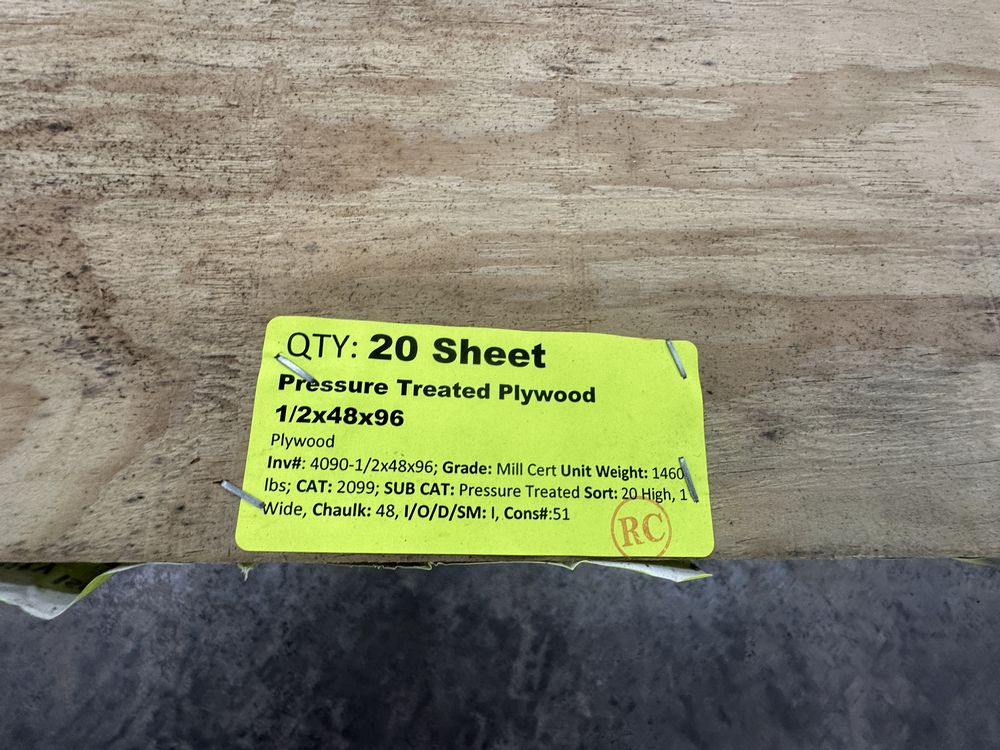 QTY: 20 Sheet
Pressure Treated Plywood
1/2x48x96
Plywood
Inv#: 4090-1/2x48x96; Grade: Mill Cert Unit Weight: 1460
lbs; CAT: 2099; SUB CAT: Pressure Treated Sort: 20 High, 1
Wide, Chaulk: 48, I/O/D/SM: I, Cons#:51
RC